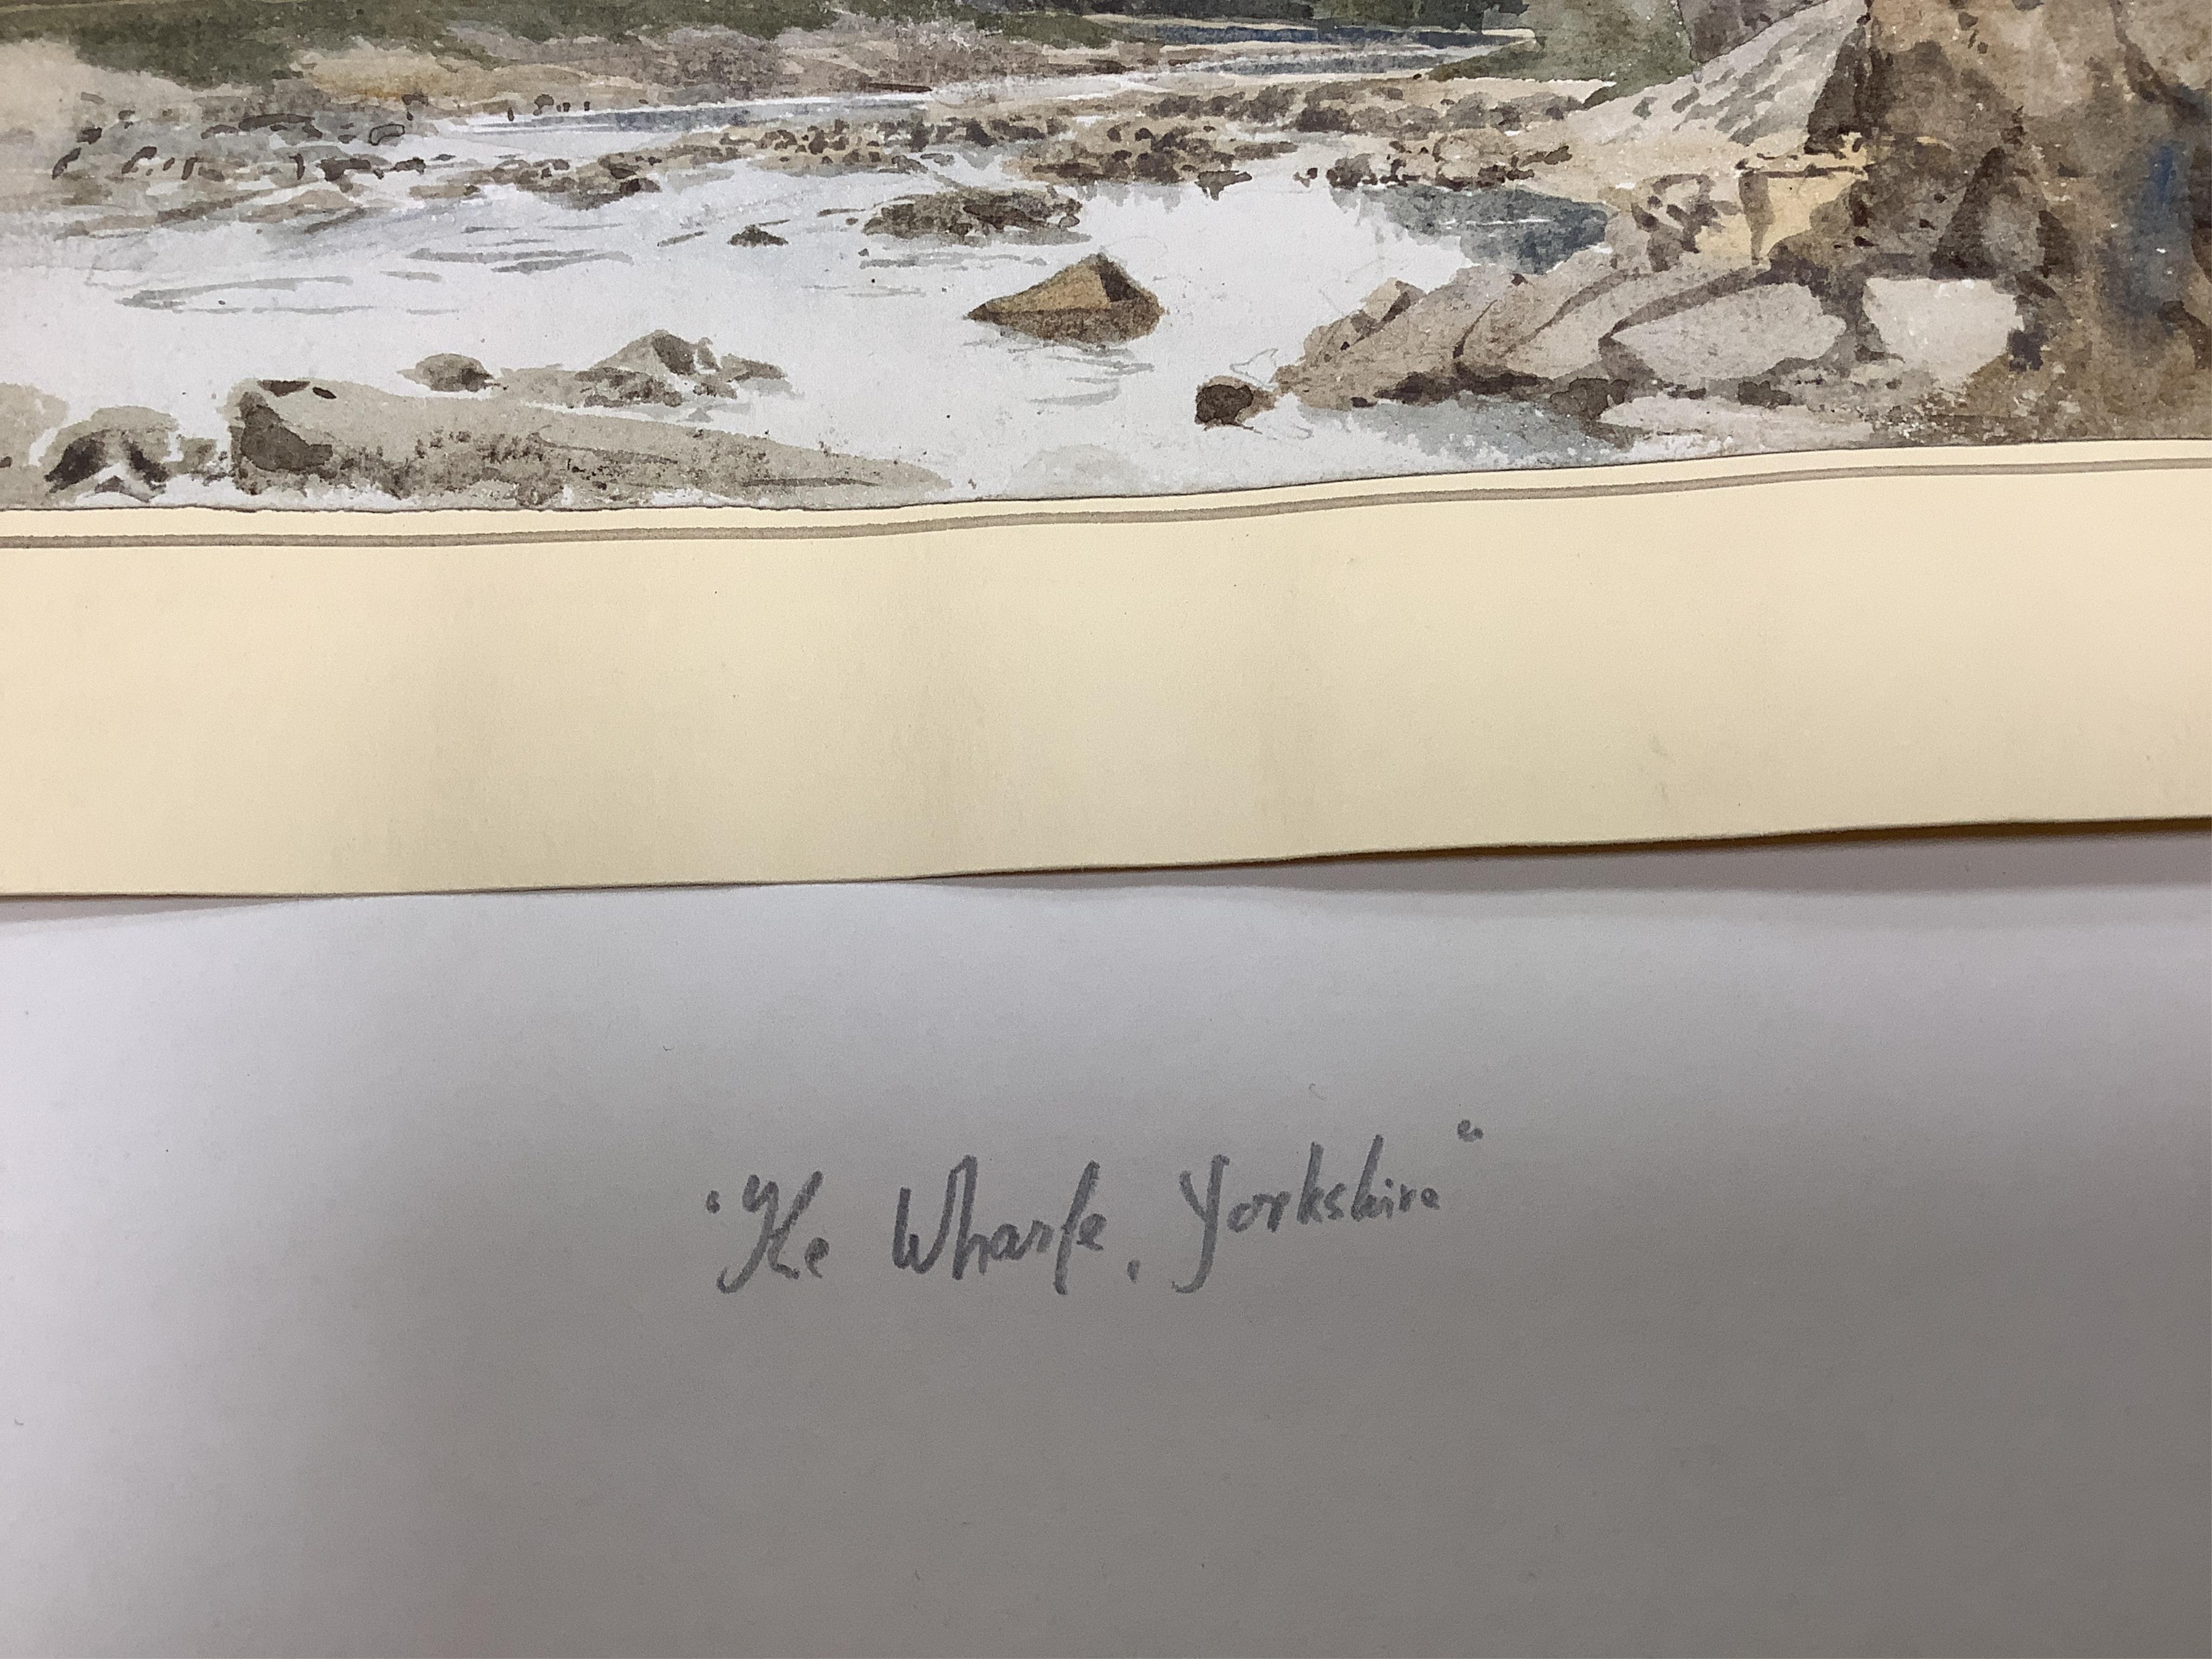 "The Wharfe, Yorkshire"